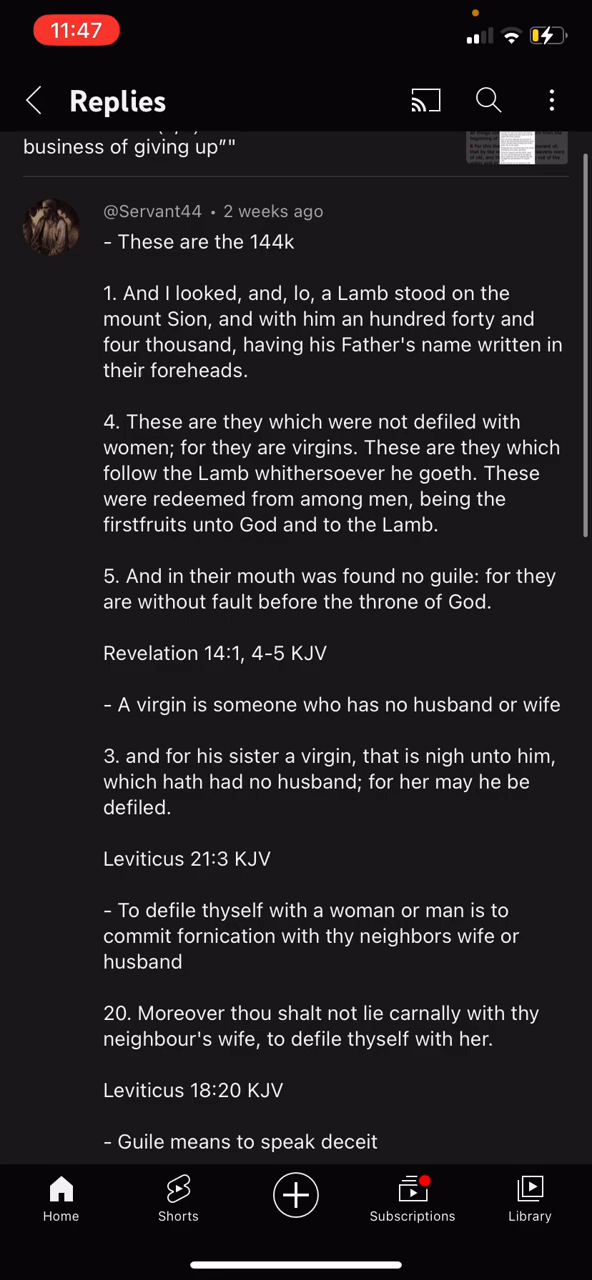 11:47
Replies
business of giving up”"
@Servant44 • 2 weeks ago
- These are the 144k
1. And I looked, and, lo, a Lamb stood on the
mount Sion, and with him an hundred forty and
four thousand, having his Father's name written in
their foreheads.
4. These are they which were not defiled with
women; for they are virgins. These are they which
follow the Lamb whithersoever he goeth. These
were redeemed from among men, being the
firstfruits unto God and to the Lamb.
5. And in their mouth was found no guile: for they
are without fault before the throne of God.
Revelation 14:1, 4-5 KJV
- A virgin is someone who has no husband or wife
3. and for his sister a virgin, that is nigh unto him,
which hath had no husband; for her may he be
defiled.
Leviticus 21:3 KJV
- To defile thyself with a woman or man is to
commit fornication with thy neighbors wife or
husband
20. Moreover thou shalt not lie carnally with thy
neighbour's wife, to defile thyself with her.
Leviticus 18:20 KJV
- Guile means to speak deceit
Home
Shorts
Subscriptions
Library